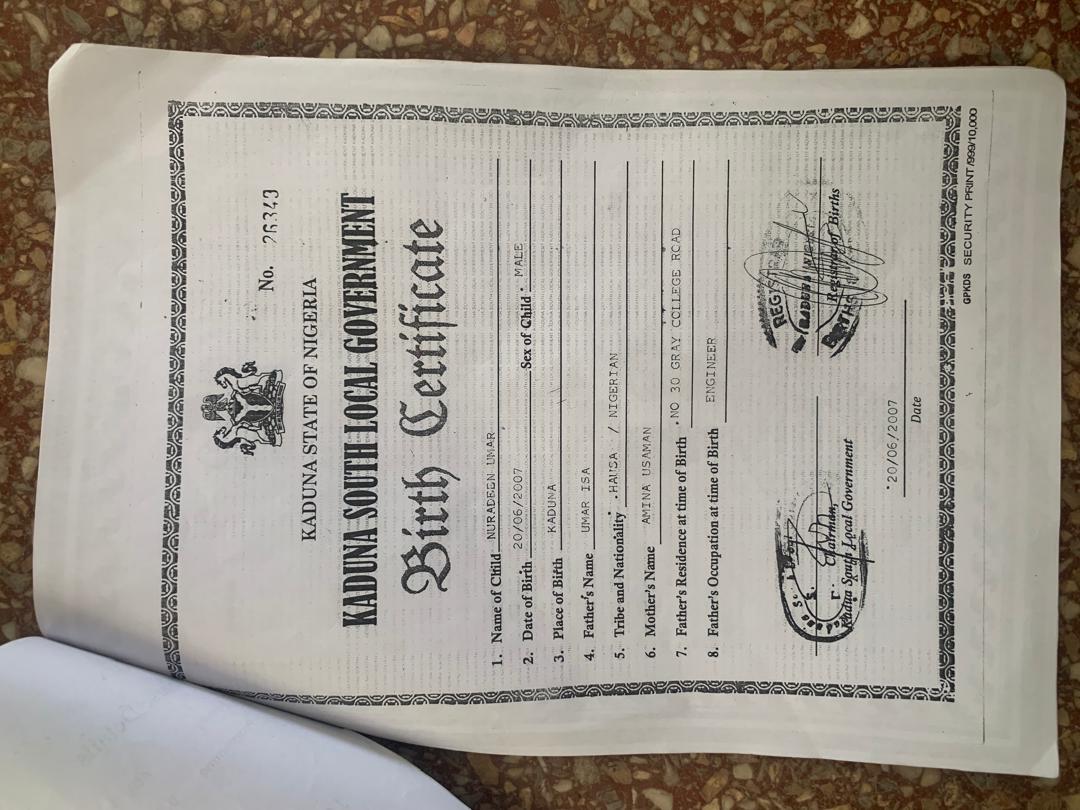 No. 26343
KADUNA STATE OF NIGERIA
KADUNA SOUTH LOCAL GOVERNMENT
Birth Certificate
1. Name of Child NURADEEN UMAR
2. Date of Birth 20/06/2007 Sex of Child MALE
3. Place of Birth KADUNA
4. Father's Name UMAR ISA
5. Tribe and Nationality HAUSA / NIGERIAN
6. Mother's Name AMINA USAMAN
7. Father's Residence at time of Birth NO 30 GRAY COLLEGE ROAD
8. Father's Occupation at time of Birth ENGINEER
Chairman, Registrar of Births
South Local Government
20/06/2007
Date
GPKDS SECURITY PRINT /999/10,000